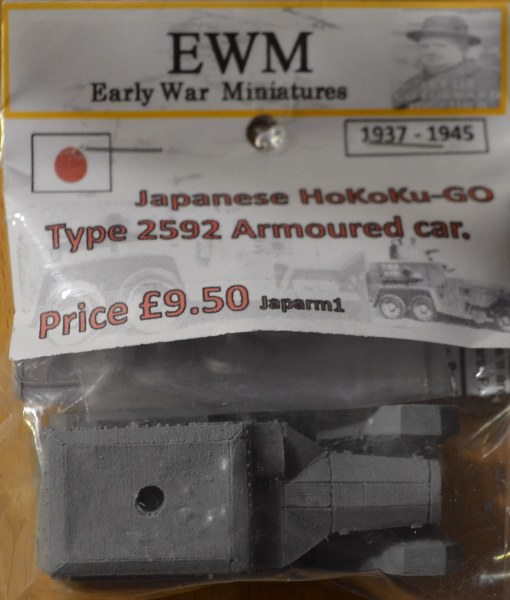 EWM
Early War Miniatures
1937 - 1945
Japanese HoKoKu-GO
Type 2592 Armoured car.
Price £9.50 Japarm1